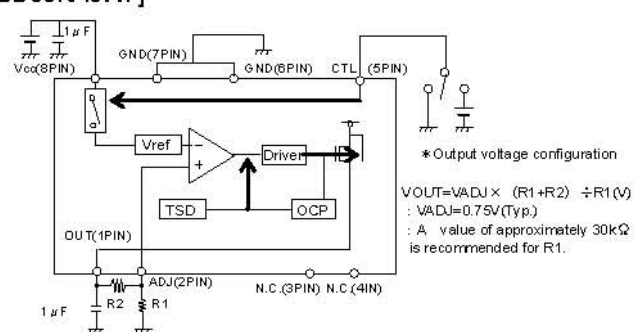 1μF
GND(7PIN)
Vcc(8PIN)
GND(6PIN)
CTL (5PIN)
Vref
−
+
Driver
*Output voltage configuration
VOUT=VADJ× (R1+R2) ÷R1(V)
: VADJ=0.75V(Typ.)
: A value of approximately 30kΩ
is recommended for R1.
TSD
OCP
OUT(1PIN)
ADJ(2PIN)
N.C.(3PIN) N.C.(4IN)
1μF
R2
R1